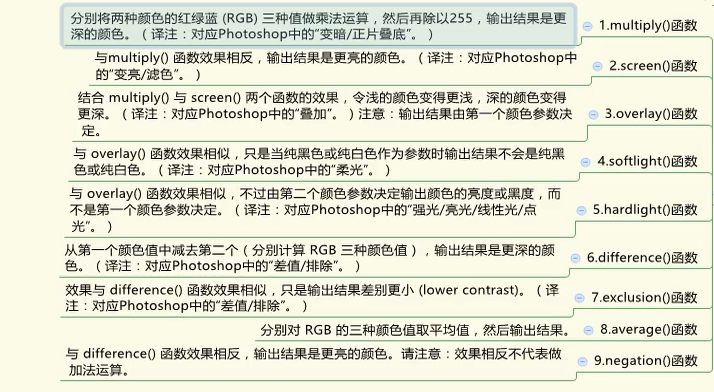 分别将两种颜色的红绿蓝 (RGB) 三种值做乘法运算，然后再除以255，输出结果是更
深的颜色。（译注：对应Photoshop中的“变暗/正片叠底”。）
1.multiply()函数
与multiply() 函数效果相反，输出结果是更亮的颜色。（译注：对应Photoshop中
的“变亮/滤色”。）
2.screen()函数
结合 multiply() 与 screen() 两个函数的效果，令浅的颜色变得更浅，深的颜色变得
更深。（译注：对应Photoshop中的“叠加”。）注意：输出结果由第一个颜色参数决
定。
3.overlay()函数
与 overlay() 函数效果相似，只是当纯黑色或纯白色作为参数时输出结果不会是纯黑
色或纯白色。（译注：对应Photoshop中的“柔光”。）
4.softlight()函数
与 overlay() 函数效果相似，不过由第二个颜色参数决定输出颜色的亮度或黑度，而
不是第一个颜色参数决定。（译注：对应Photoshop中的“强光/亮光/线性光/点
光”。）
5.hardlight()函数
从第一个颜色值中减去第二个（分别计算 RGB 三种颜色值），输出结果是更深的颜
色。（译注：对应Photoshop中的“差值/排除”。）
6.difference()函数
效果与 difference() 函数效果相似，只是输出结果差别更小 (lower contrast)。（译
注：对应Photoshop中的“差值/排除”。）
7.exclusion()函数
分别对 RGB 的三种颜色值取平均值，然后输出结果。
8.average()函数
与 difference() 函数效果相反，输出结果是更亮的颜色。请注意：效果相反不代表做
加法运算。
9.negation()函数